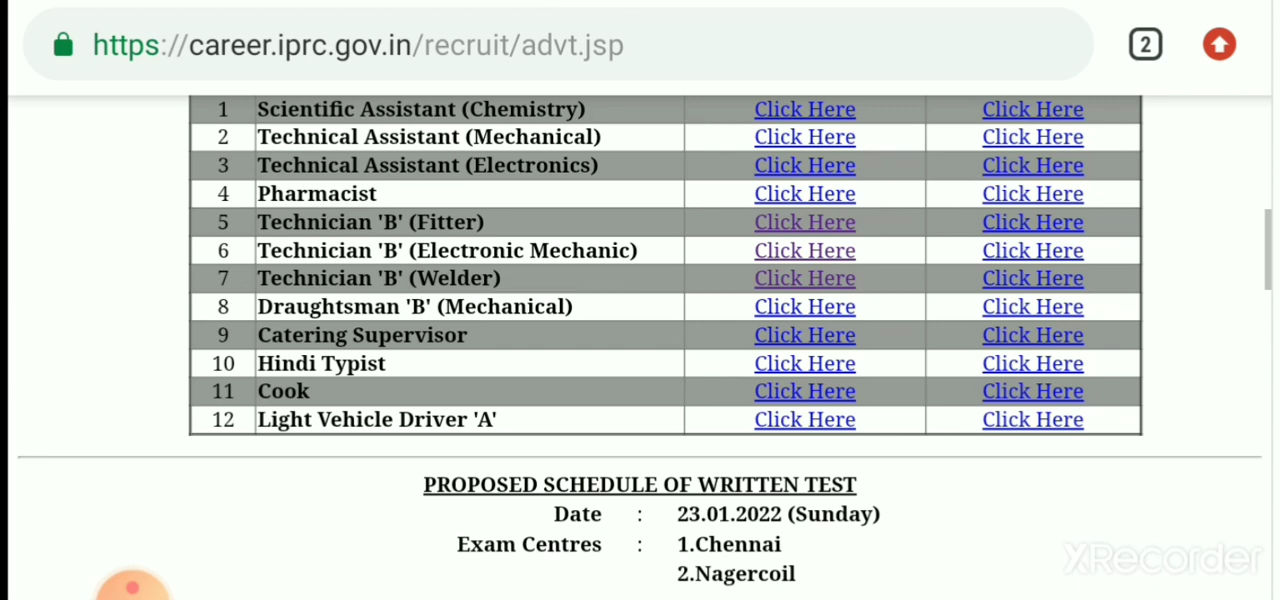 https://career.iprc.gov.in/recruit/advt.jsp 2
1 Scientific Assistant (Chemistry) Click Here Click Here
2 Technical Assistant (Mechanical) Click Here Click Here
3 Technical Assistant (Electronics) Click Here Click Here
4 Pharmacist Click Here Click Here
5 Technician 'B' (Fitter) Click Here Click Here
6 Technician 'B' (Electronic Mechanic) Click Here Click Here
7 Technician 'B' (Welder) Click Here Click Here
8 Draughtsman 'B' (Mechanical) Click Here Click Here
9 Catering Supervisor Click Here Click Here
10 Hindi Typist Click Here Click Here
11 Cook Click Here Click Here
12 Light Vehicle Driver 'A' Click Here Click Here
PROPOSED SCHEDULE OF WRITTEN TEST
Date : 23.01.2022 (Sunday)
Exam Centres : 1.Chennai
2.Nagercoil
XRecorder